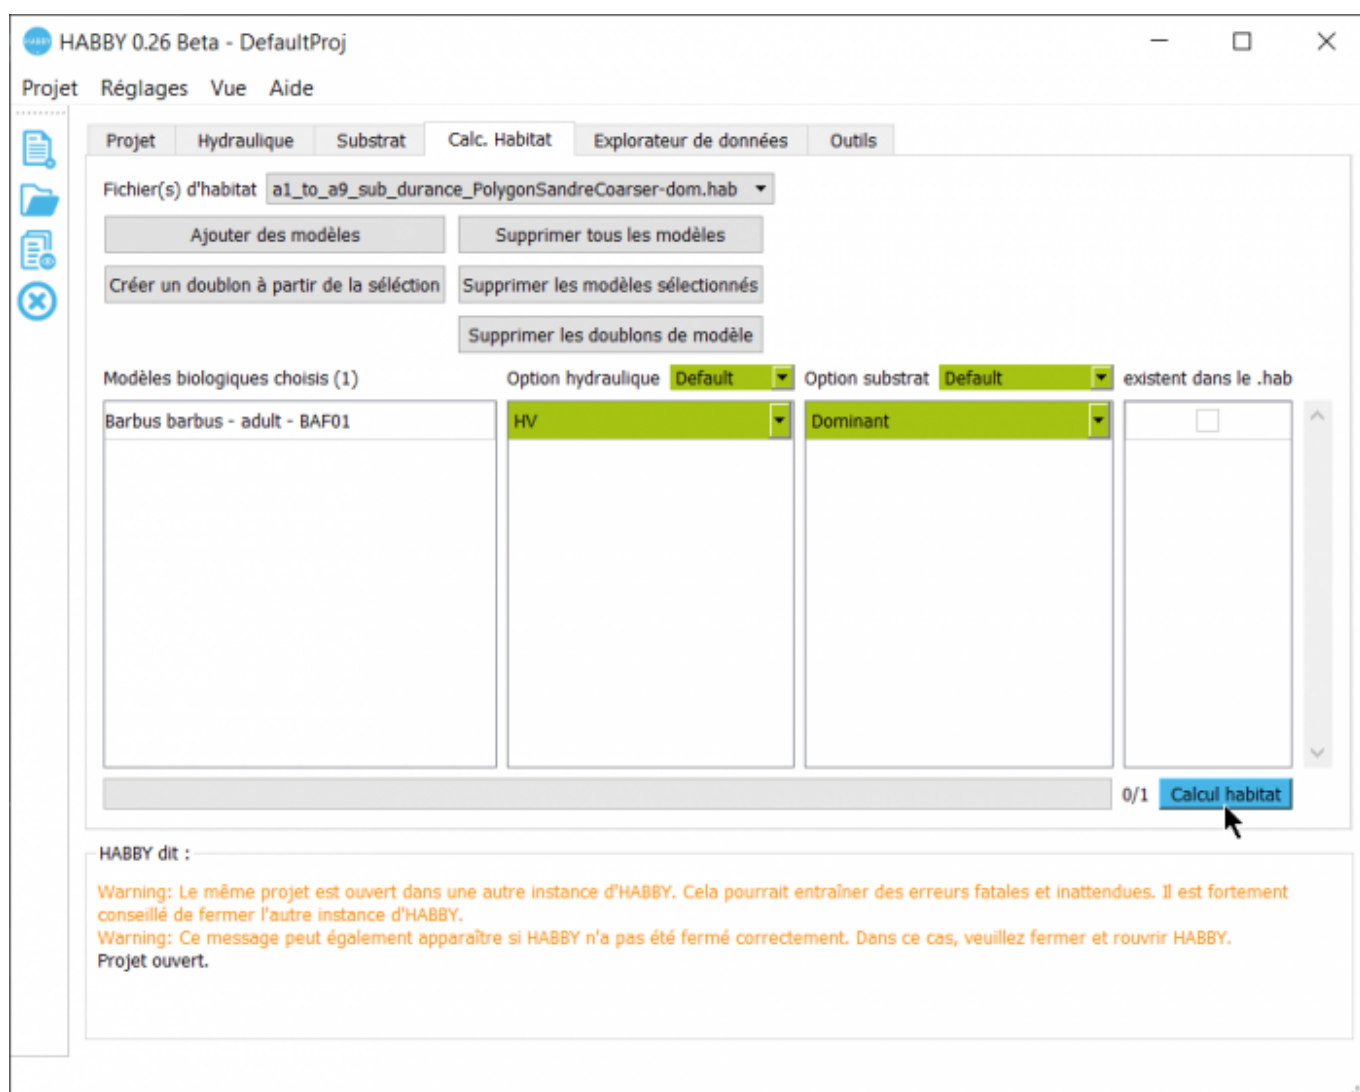 HABBY 0.26 Beta - DefaultProj
Projet Réglages Vue Aide
Projet Hydraulique Substrat Calc. Habitat Explorateur de données Outils
Fichier(s) d'habitat a1_to_a9_sub_durance_PolygonSandreCoarser-dom.hab
Ajouter des modèles Supprimer tous les modèles
Créer un doublon à partir de la séléction Supprimer les modèles sélectionnés
Supprimer les doublons de modèle
Modèles biologiques choisis (1) Option hydraulique Default Option substrat Default existent dans le .hab
Barbus barbus - adult - BAF01 HV Dominant
0/1 Calcul habitat
HABBY dit :
Warning: Le même projet est ouvert dans une autre instance d'HABBY. Cela pourrait entraîner des erreurs fatales et inattendues. Il est fortement
conseillé de fermer l'autre instance d'HABBY.
Warning: Ce message peut également apparaître si HABBY n'a pas été fermé correctement. Dans ce cas, veuillez fermer et rouvrir HABBY.
Projet ouvert.